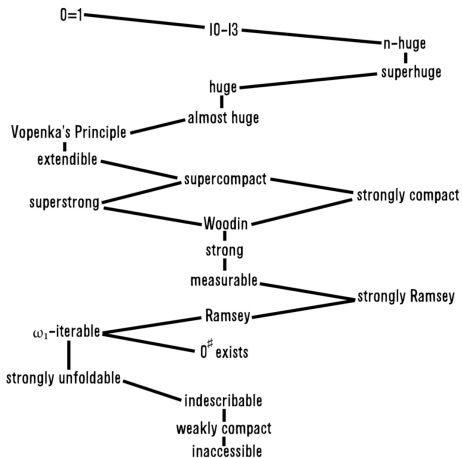 0=1
I0-I3
n-huge
superhuge
huge
almost huge
Vopenka's Principle
extendible
supercompact
strongly compact
superstrong
Woodin
strong
measurable
strongly Ramsey
Ramsey
ω₁-iterable
0♯ exists
strongly unfoldable
indescribable
weakly compact
inaccessible